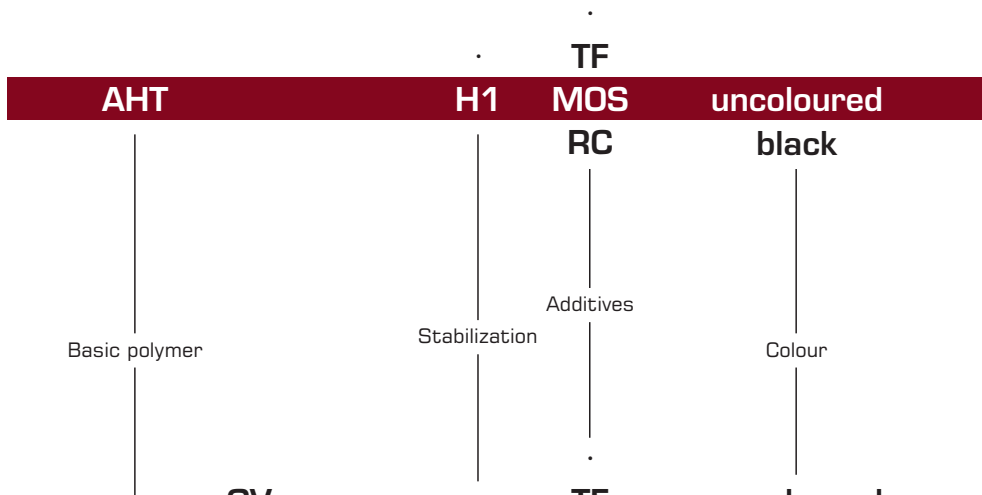 TF
AHT H1 MOS uncoloured
RC black
Additives
Stabilization
Basic polymer Colour